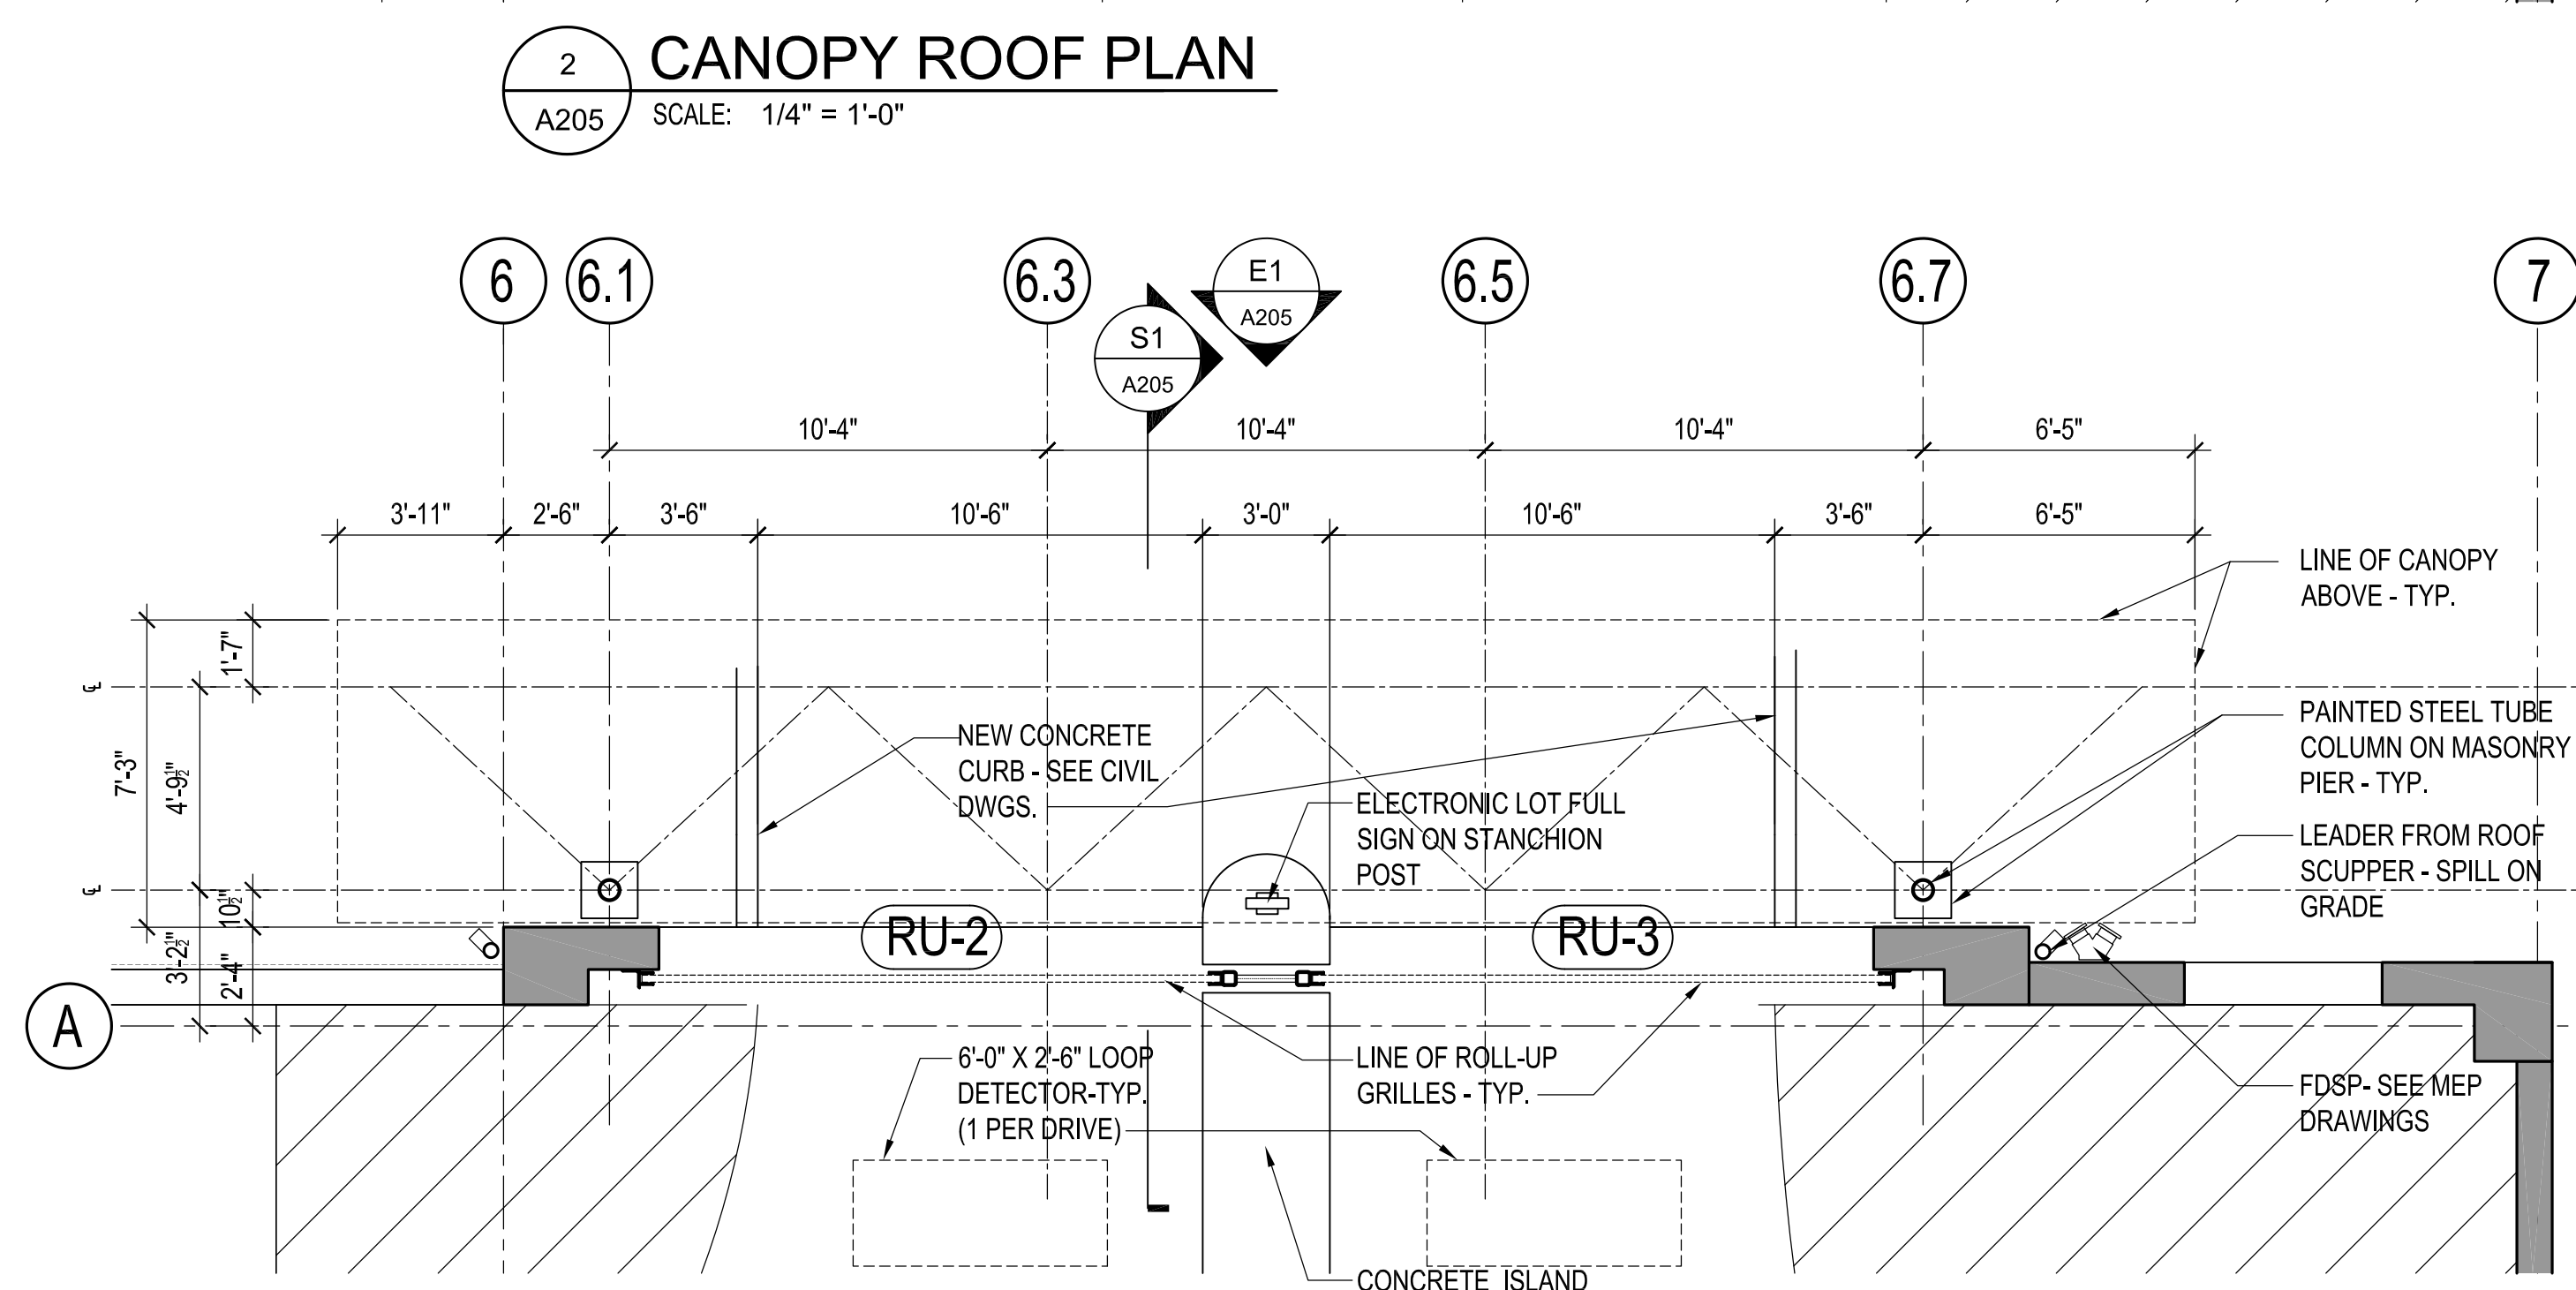 2
A205
CANOPY ROOF PLAN
SCALE: 1/4" = 1'-0"
6
6.1
6.3
6.5
6.7
7
E1
A205
S1
A205
10'-4"
10'-4"
10'-4"
6'-5"
3'-11"
2'-6"
3'-6"
10'-6"
3'-0"
10'-6"
3'-6"
6'-5"
LINE OF CANOPY
ABOVE - TYP.
1'-7"
7'-3"
4'-9½"
10½"
3'-2½"
2'-4"
℄
℄
NEW CONCRETE
CURB - SEE CIVIL
DWGS.
ELECTRONIC LOT FULL
SIGN ON STANCHION
POST
PAINTED STEEL TUBE
COLUMN ON MASONRY
PIER - TYP.
LEADER FROM ROOF
SCUPPER - SPILL ON
GRADE
RU-2
RU-3
A
6'-0" X 2'-6" LOOP
DETECTOR-TYP.
(1 PER DRIVE)
LINE OF ROLL-UP
GRILLES - TYP.
FDSP- SEE MEP
DRAWINGS
CONCRETE ISLAND